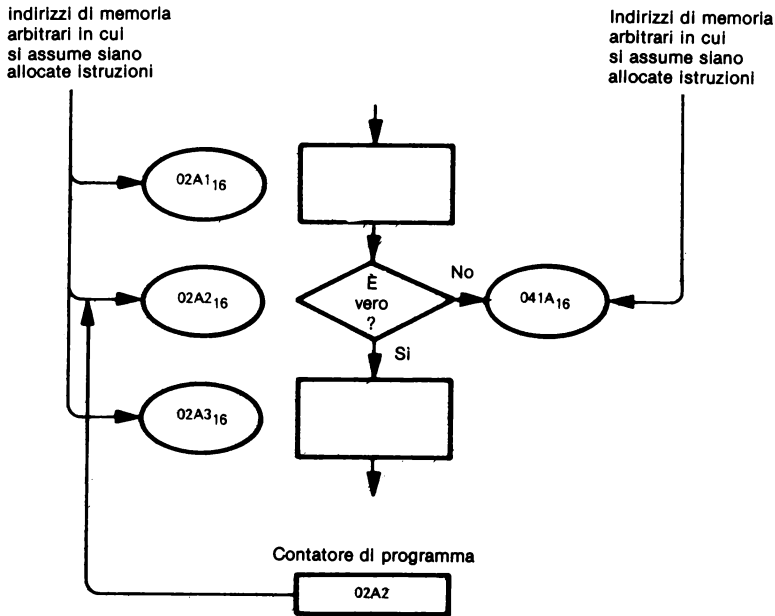 indirizzi di memoria
arbitrari in cui
si assume siano
allocate istruzioni
Indirizzi di memoria
arbitrari in cui
si assume siano
allocate istruzioni
02A1₁₆
02A2₁₆
È
vero
?
No
041A₁₆
Si
02A3₁₆
Contatore di programma
02A2